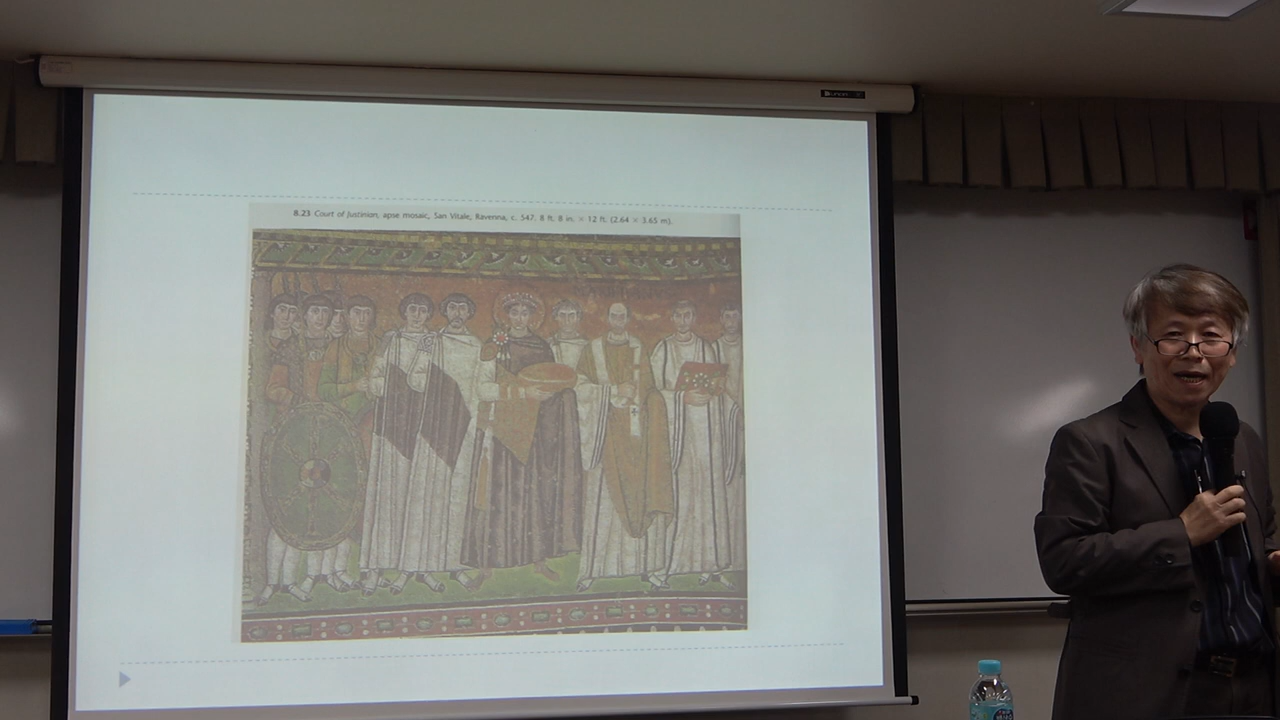 8.23 Court of Justinian, apse mosaic, San Vitale, Ravenna, c. 547. 8 ft. 8 in. × 12 ft. (2.64 × 3.65 m).